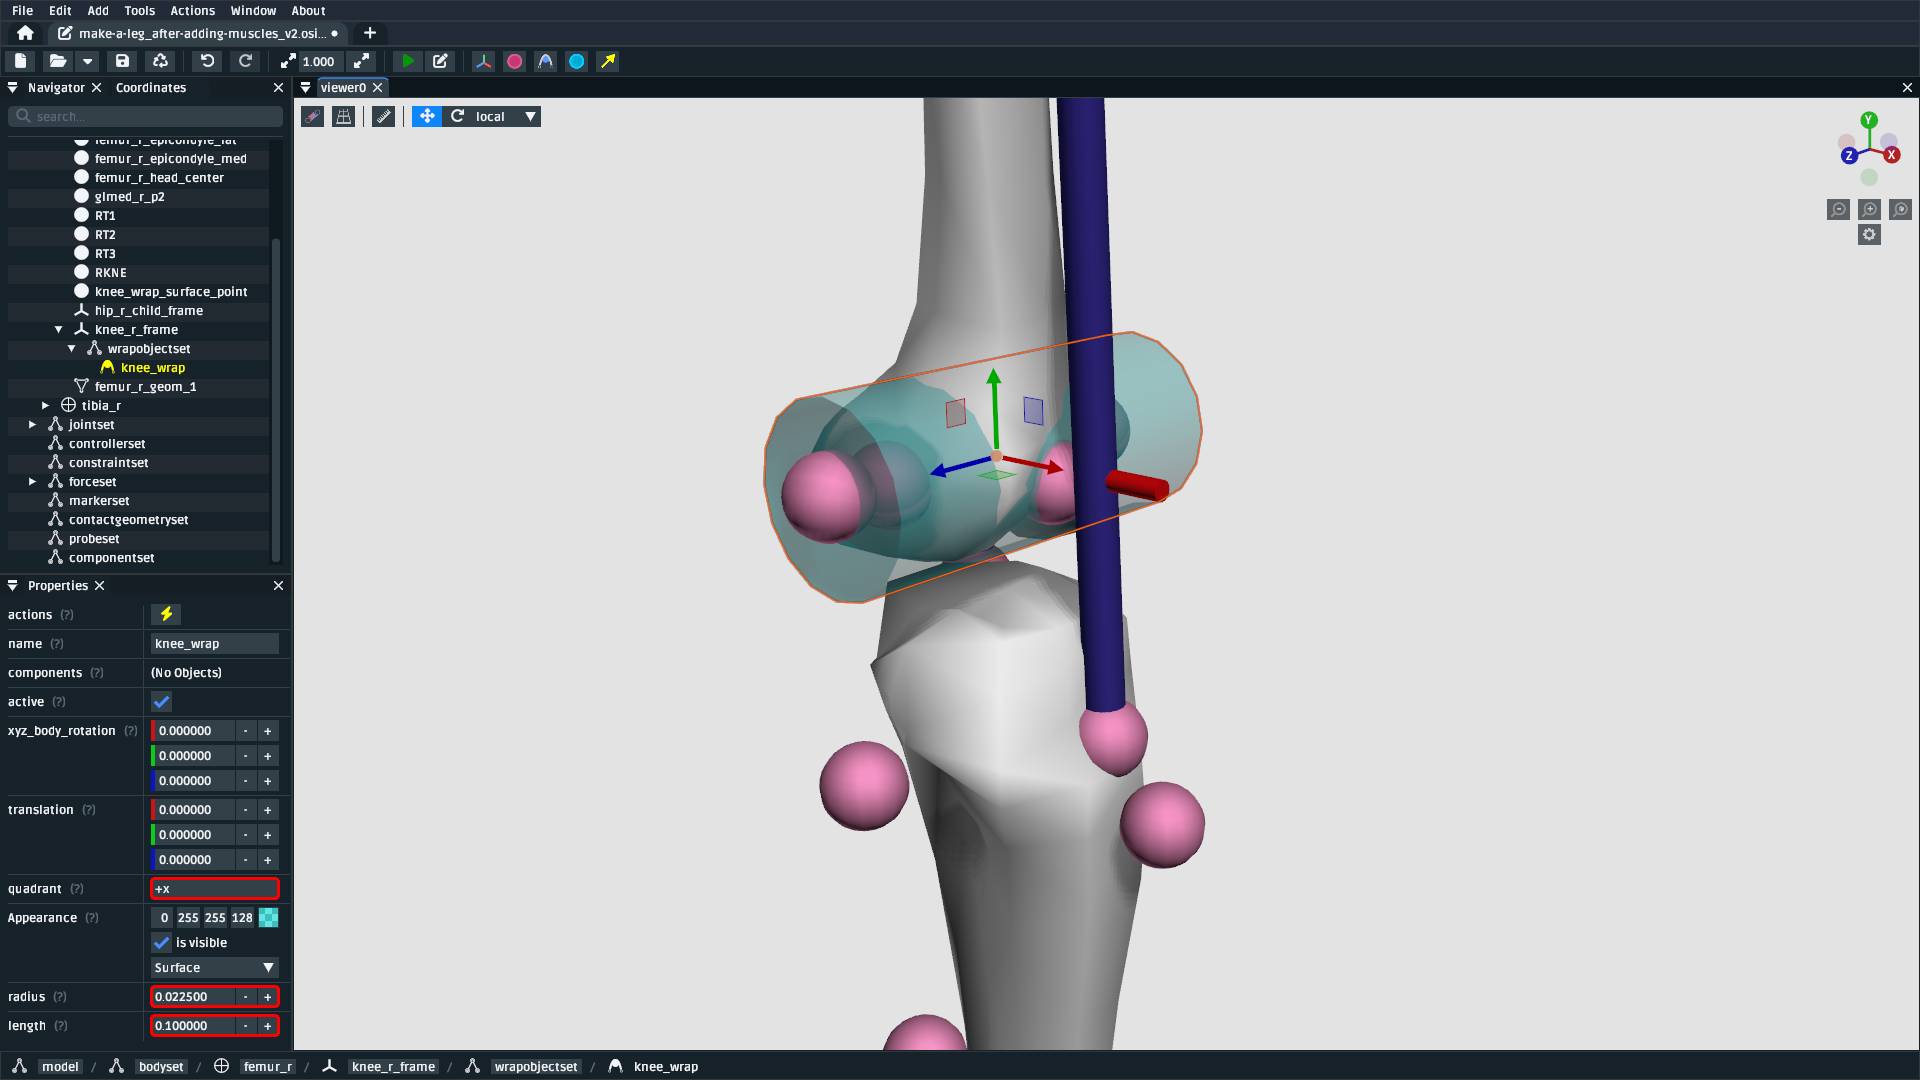 File Edit Add Tools Actions Window About
make-a-leg_after-adding-muscles_v2.osi...
1.000
Navigator Coordinates
search...
femur_r_epicondyle_lat
femur_r_epicondyle_med
femur_r_head_center
glmed_r_p2
RT1
RT2
RT3
RKNE
knee_wrap_surface_point
hip_r_child_frame
knee_r_frame
wrapobjectset
knee_wrap
femur_r_geom_1
tibia_r
jointset
controllerset
constraintset
forceset
markerset
contactgeometryset
probeset
componentset
Properties
actions (?)
name (?) knee_wrap
components (?) (No Objects)
active (?)
xyz_body_rotation (?) 0.000000 - +
0.000000 - +
0.000000 - +
translation (?) 0.000000 - +
0.000000 - +
0.000000 - +
quadrant (?) +x
Appearance (?) 0 255 255 128
is visible
Surface
radius (?) 0.022500 - +
length (?) 0.100000 - +
viewer0
local
Y
Z X
model / bodyset / femur_r / knee_r_frame / wrapobjectset / knee_wrap